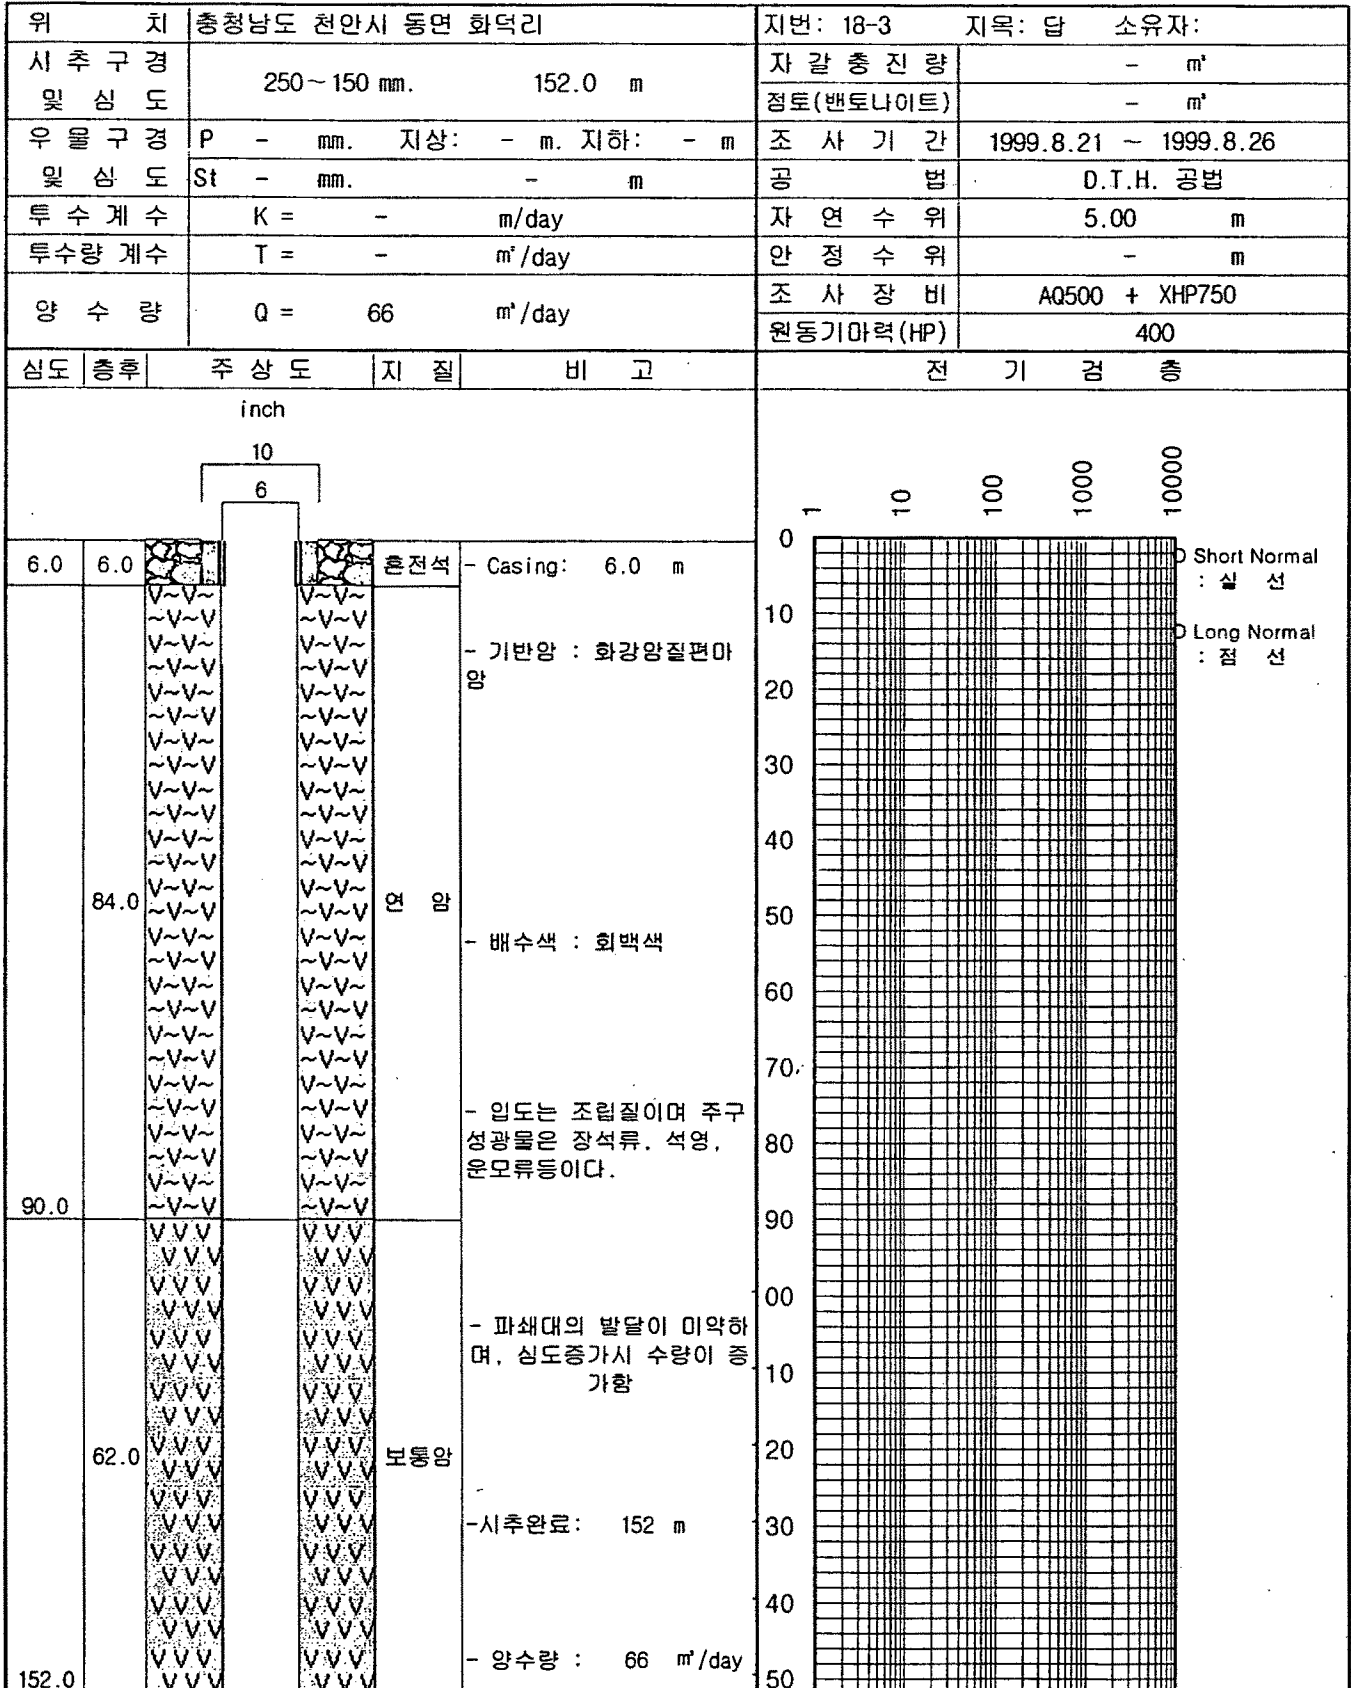 위 치 충청남도 천안시 동면 화덕리 지번: 18-3 지목: 답 소유자:
시추구경 및 심도 250~150 mm. 152.0 m
자갈충진량 - m³
점토(밴토나이트) - m³
우물구경 및 심도 P - mm. 지상: - m. 지하: - m
St - mm. - m
조사기간 1999.8.21 ~ 1999.8.26
공 법 D.T.H. 공법
투수계수 K = - m/day
자연수위 5.00 m
투수량 계수 T = - m²/day
안정수위 - m
양수량 Q = 66 m³/day
조사장비 AQ500 + XHP750
원동기마력(HP) 400
심도 층후 주상도 지질 비고 전기검층
inch
10
6
6.0 6.0 혼전석 - Casing: 6.0 m
- 기반암 : 화강암질편마
암
84.0 연 암
- 배수색 : 회백색
- 입도는 조립질이며 주구
성광물은 장석류, 석영,
운모류등이다.
90.0
- 파쇄대의 발달이 미약하
며, 심도증가시 수량이 증
가함
62.0 보통암
-시추완료: 152 m
- 양수량 : 66 m³/day
152.0
1 10 100 1000 10000
0
10
20
30
40
50
60
70
80
90
00
10
20
30
40
50
Short Normal
: 실 선
Long Normal
: 점 선